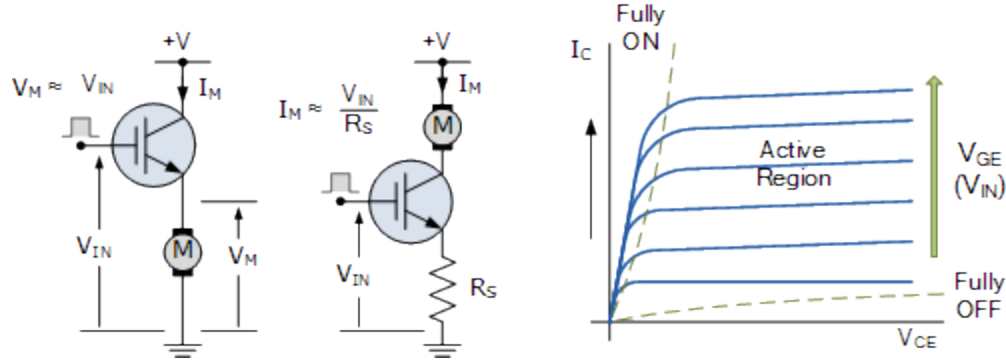 +V
V_M ≈ V_IN
I_M
V_IN
M
V_M
+V
I_M ≈ V_IN / R_S
I_M
M
V_IN
R_S
Fully
ON
I_C
Active
Region
V_GE
(V_IN)
Fully
OFF
V_CE